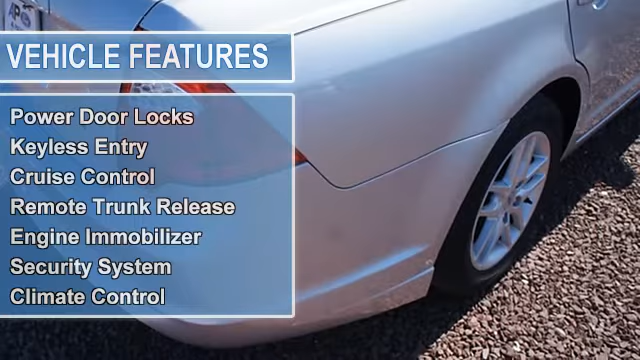 VEHICLE FEATURES
Power Door Locks
Keyless Entry
Cruise Control
Remote Trunk Release
Engine Immobilizer
Security System
Climate Control